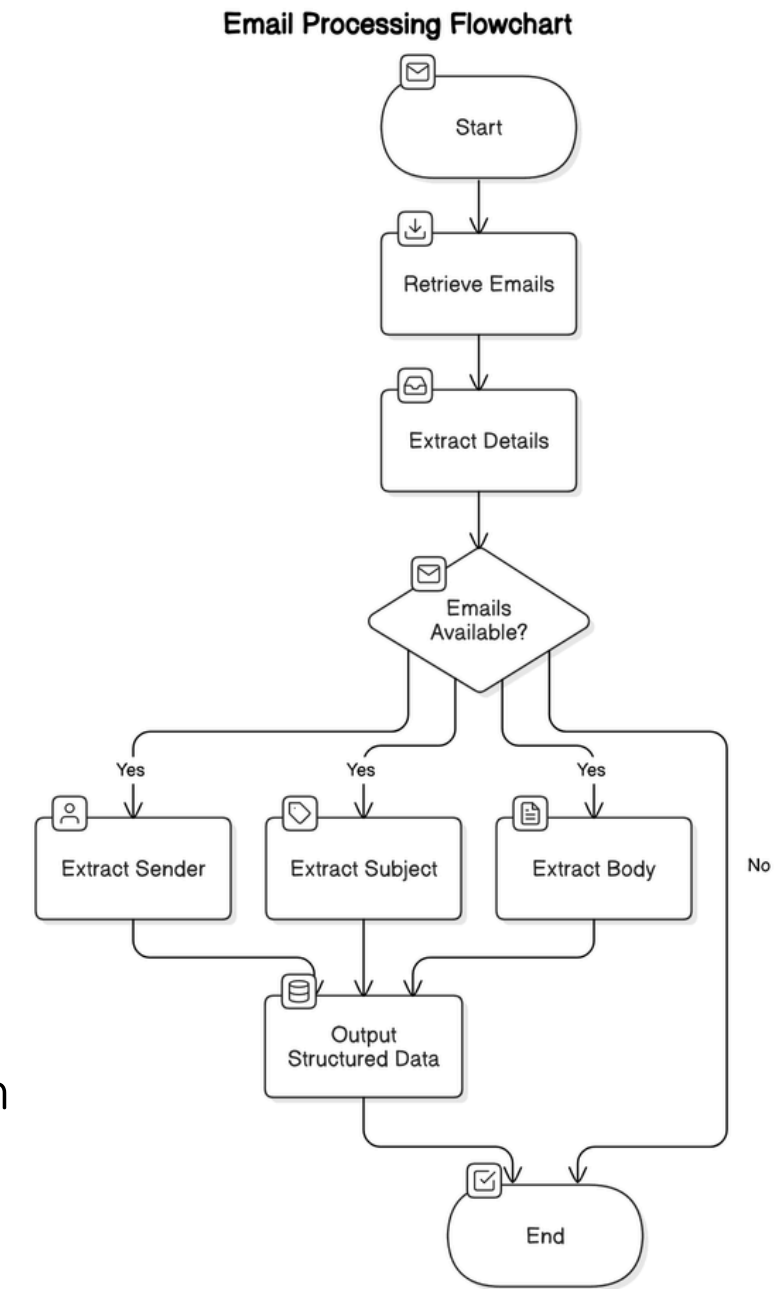 Email Processing Flowchart
Start
Retrieve Emails
Extract Details
Emails
Available?
Yes
Yes
Yes
Extract Sender
Extract Subject
Extract Body
No
Output
Structured Data
End